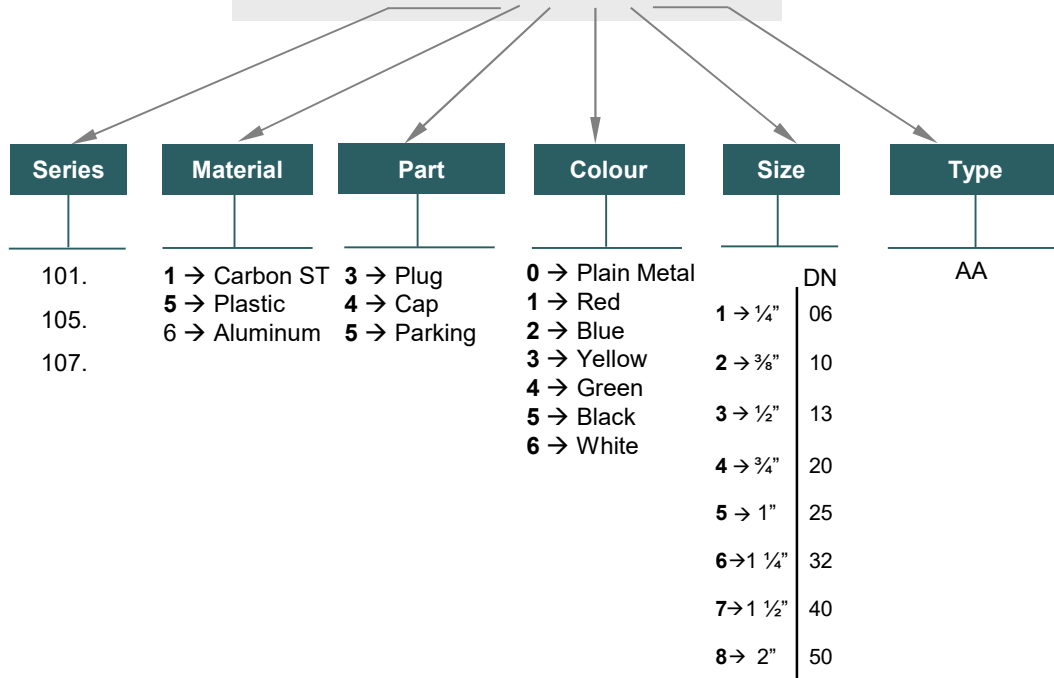 Series
Material
Part
Colour
Size
Type
101.
105.
107.
1 → Carbon ST
5 → Plastic
6 → Aluminum
3 → Plug
4 → Cap
5 → Parking
0 → Plain Metal
1 → Red
2 → Blue
3 → Yellow
4 → Green
5 → Black
6 → White
DN
1 → ¼” 06
2 → ⅜” 10
3 → ½” 13
4 → ¾” 20
5 → 1” 25
6→1 ¼” 32
7→1 ½” 40
8→ 2” 50
AA